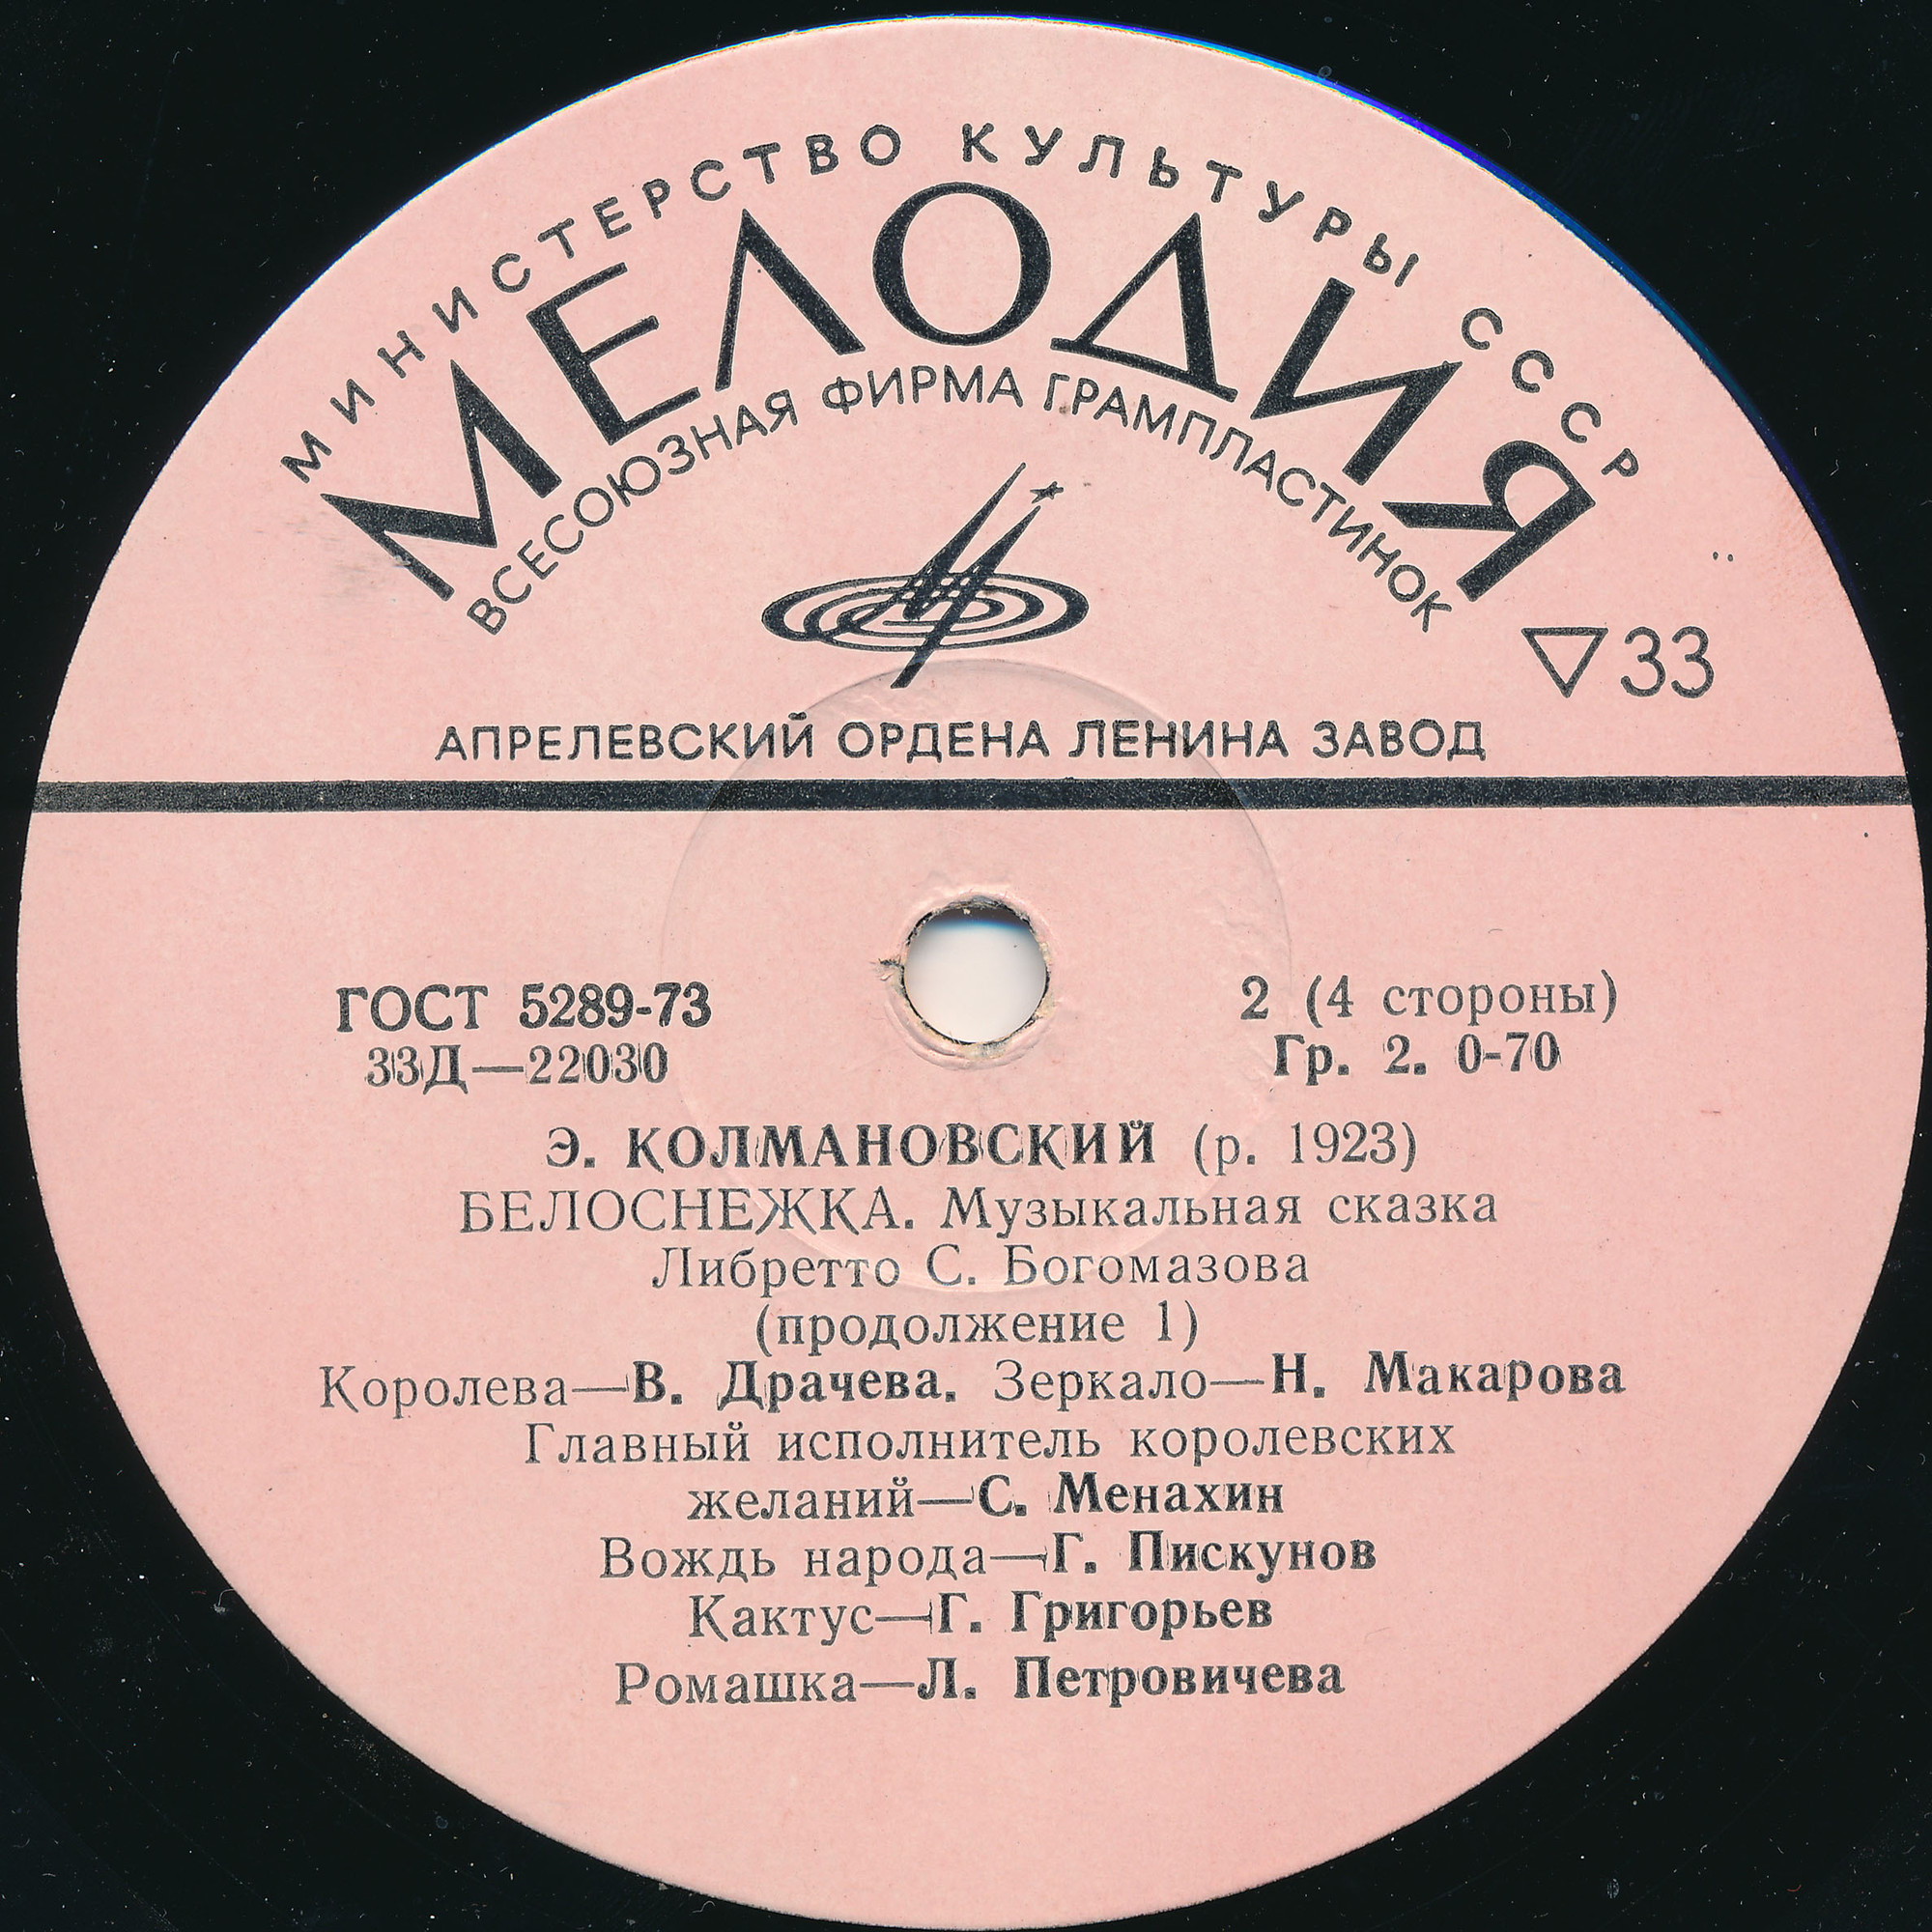 МИНИСТЕРСТВО КУЛЬТУРЫ СССР
МЕЛОДИЯ
ВСЕСОЮЗНАЯ ФИРМА ГРАМПЛАСТИНОК
33
АПРЕЛЕВСКИЙ ОРДЕНА ЛЕНИНА ЗАВОД
ГОСТ 5289-73
33Д—22030
2 (4 стороны)
Гр. 2. 0-70
Э. КОЛМАНОВСКИЙ (р. 1923)
БЕЛОСНЕЖКА. Музыкальная сказка
Либретто С. Богомазова
(продолжение 1)
Королева—В. Драчева. Зеркало—Н. Макарова
Главный исполнитель королевских
желаний—С. Менахин
Вождь народа—Г. Пискунов
Кактус—Г. Григорьев
Ромашка—Л. Петровичева